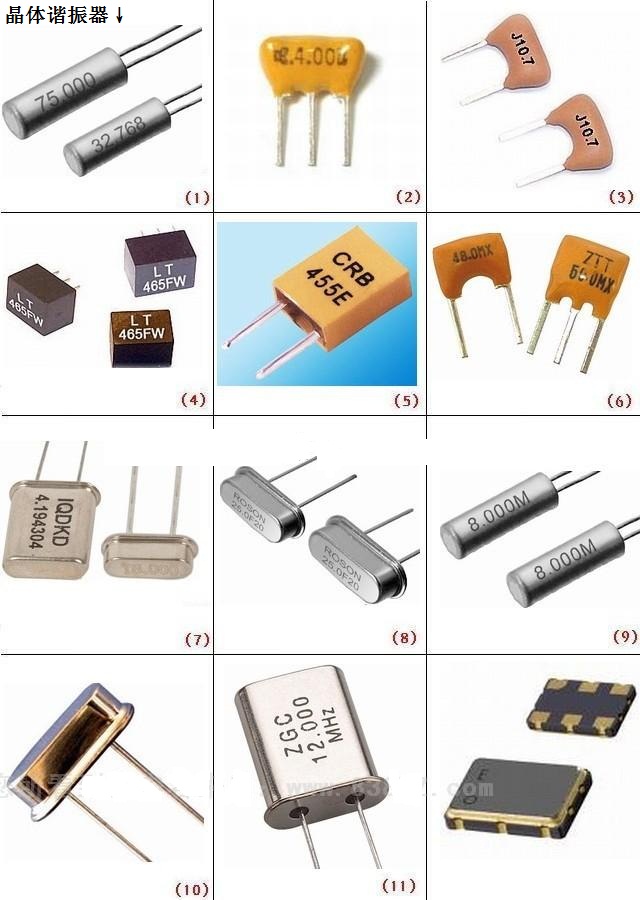 晶体谐振器↓
75.000
32.768
(1)
4.00
(2)
J10.7
J10.7
(3)
LT
465FW
LT
465FW
LT
465FW
(4)
CRB
455E
(5)
48.0MX
ZTT
(6)
IQDKD
4.194304
(7)
ROSON
25.0F20
ROSON
25.0F20
(8)
8.000M
8.000M
(9)
(10)
ZGC
12.000
MHz
(11)